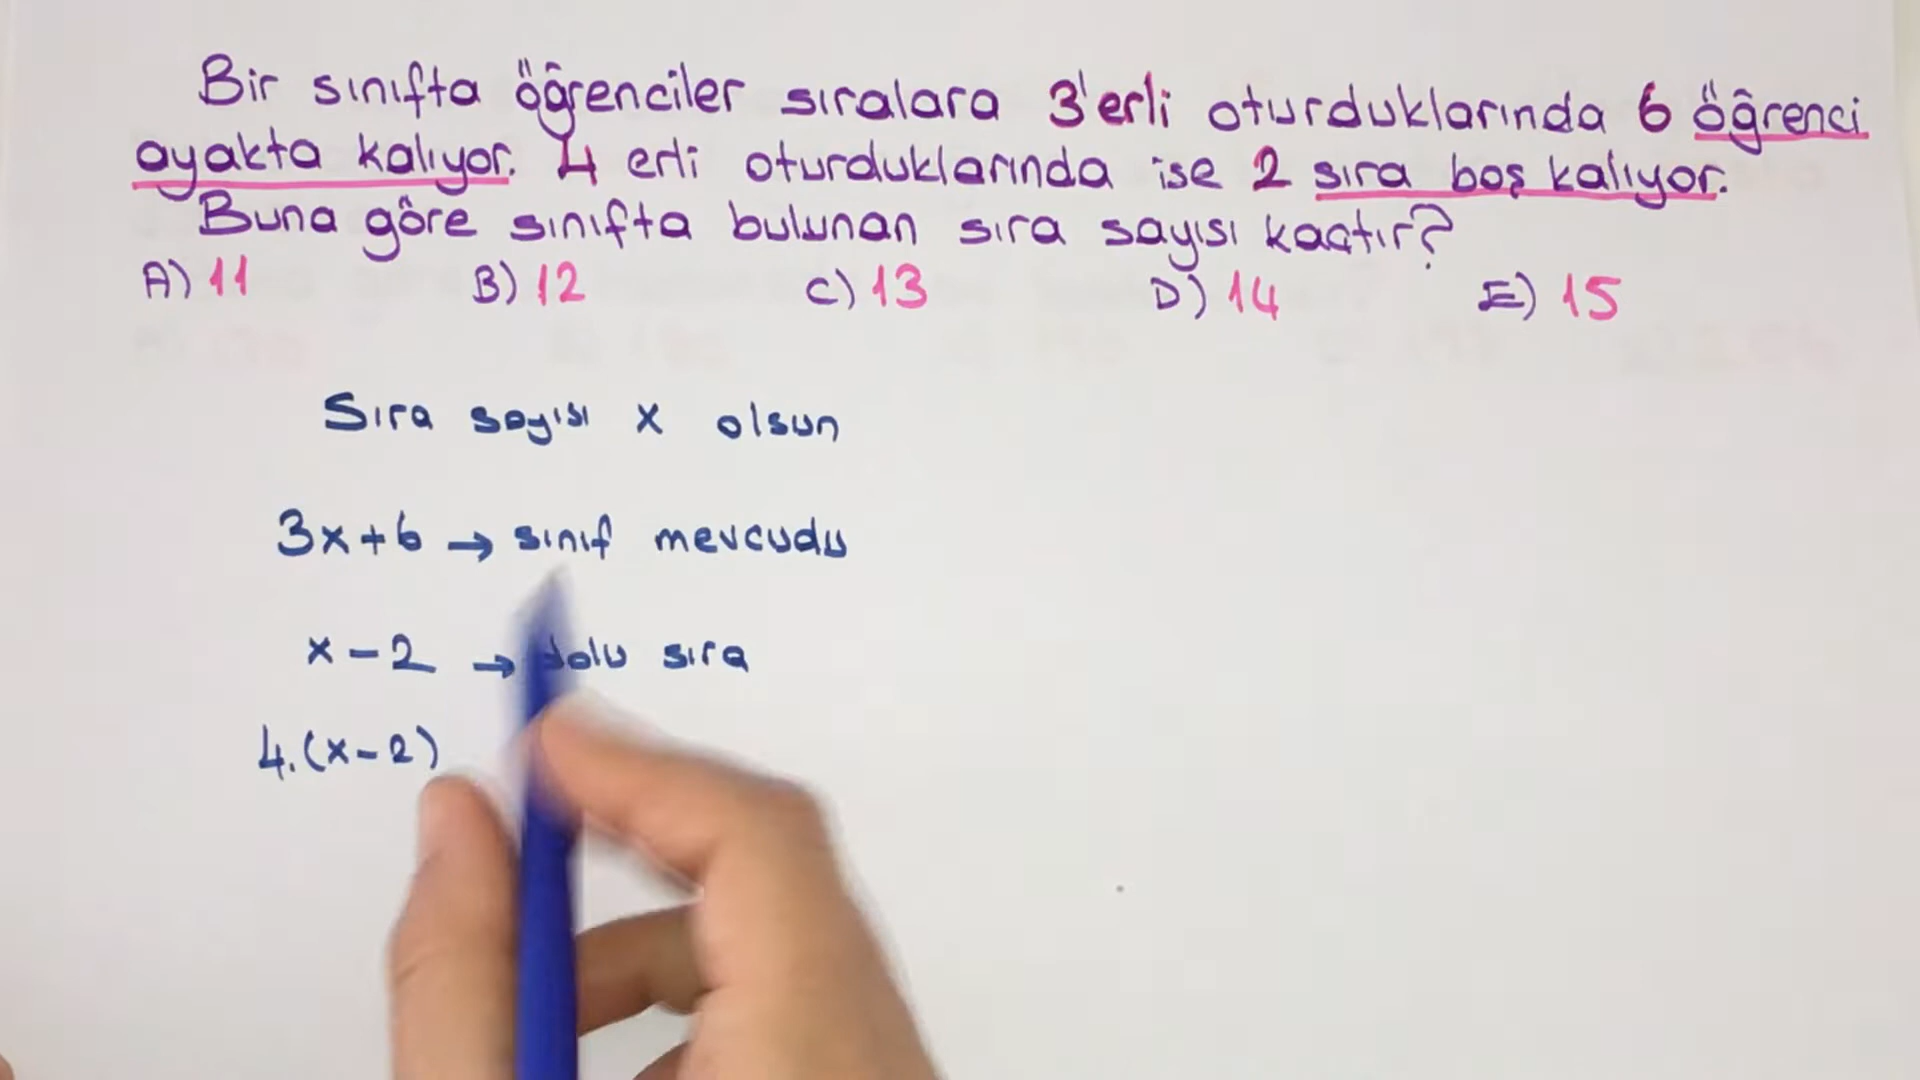 Bir sınıfta öğrenciler sıralara 3'erli oturduklarında 6 öğrenci
ayakta kalıyor. 4 erli oturduklarında ise 2 sıra boş kalıyor.
Buna göre sınıfta bulunan sıra sayısı kaçtır?
A) 11 B) 12 C) 13 D) 14 E) 15
Sıra sayısı x olsun
3x+6 → sınıf mevcudu
x-2 → dolu sıra
4.(x-2)